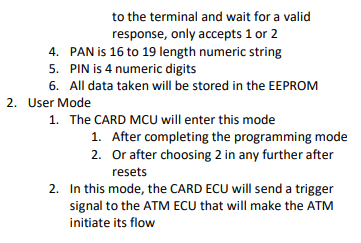 to the terminal and wait for a valid
response, only accepts 1 or 2
4. PAN is 16 to 19 length numeric string
5. PIN is 4 numeric digits
6. All data taken will be stored in the EEPROM
2. User Mode
1. The CARD MCU will enter this mode
1. After completing the programming mode
2. Or after choosing 2 in any further after
resets
2. In this mode, the CARD ECU will send a trigger
signal to the ATM ECU that will make the ATM
initiate its flow